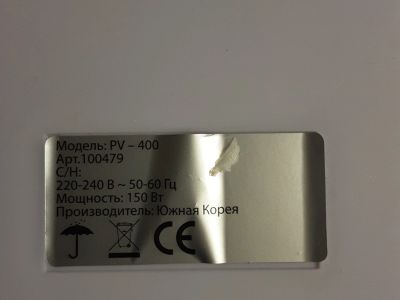 Модель: PV – 400
Арт.100479
С/Н:
220-240 В ~ 50-60 Гц
Мощность: 150 Вт
Производитель: Южная Корея
CE